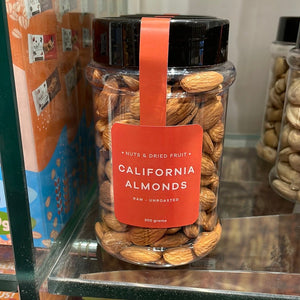 • NUTS & DRIED FRUIT •
CALIFORNIA
ALMONDS
RAW - UNROASTED